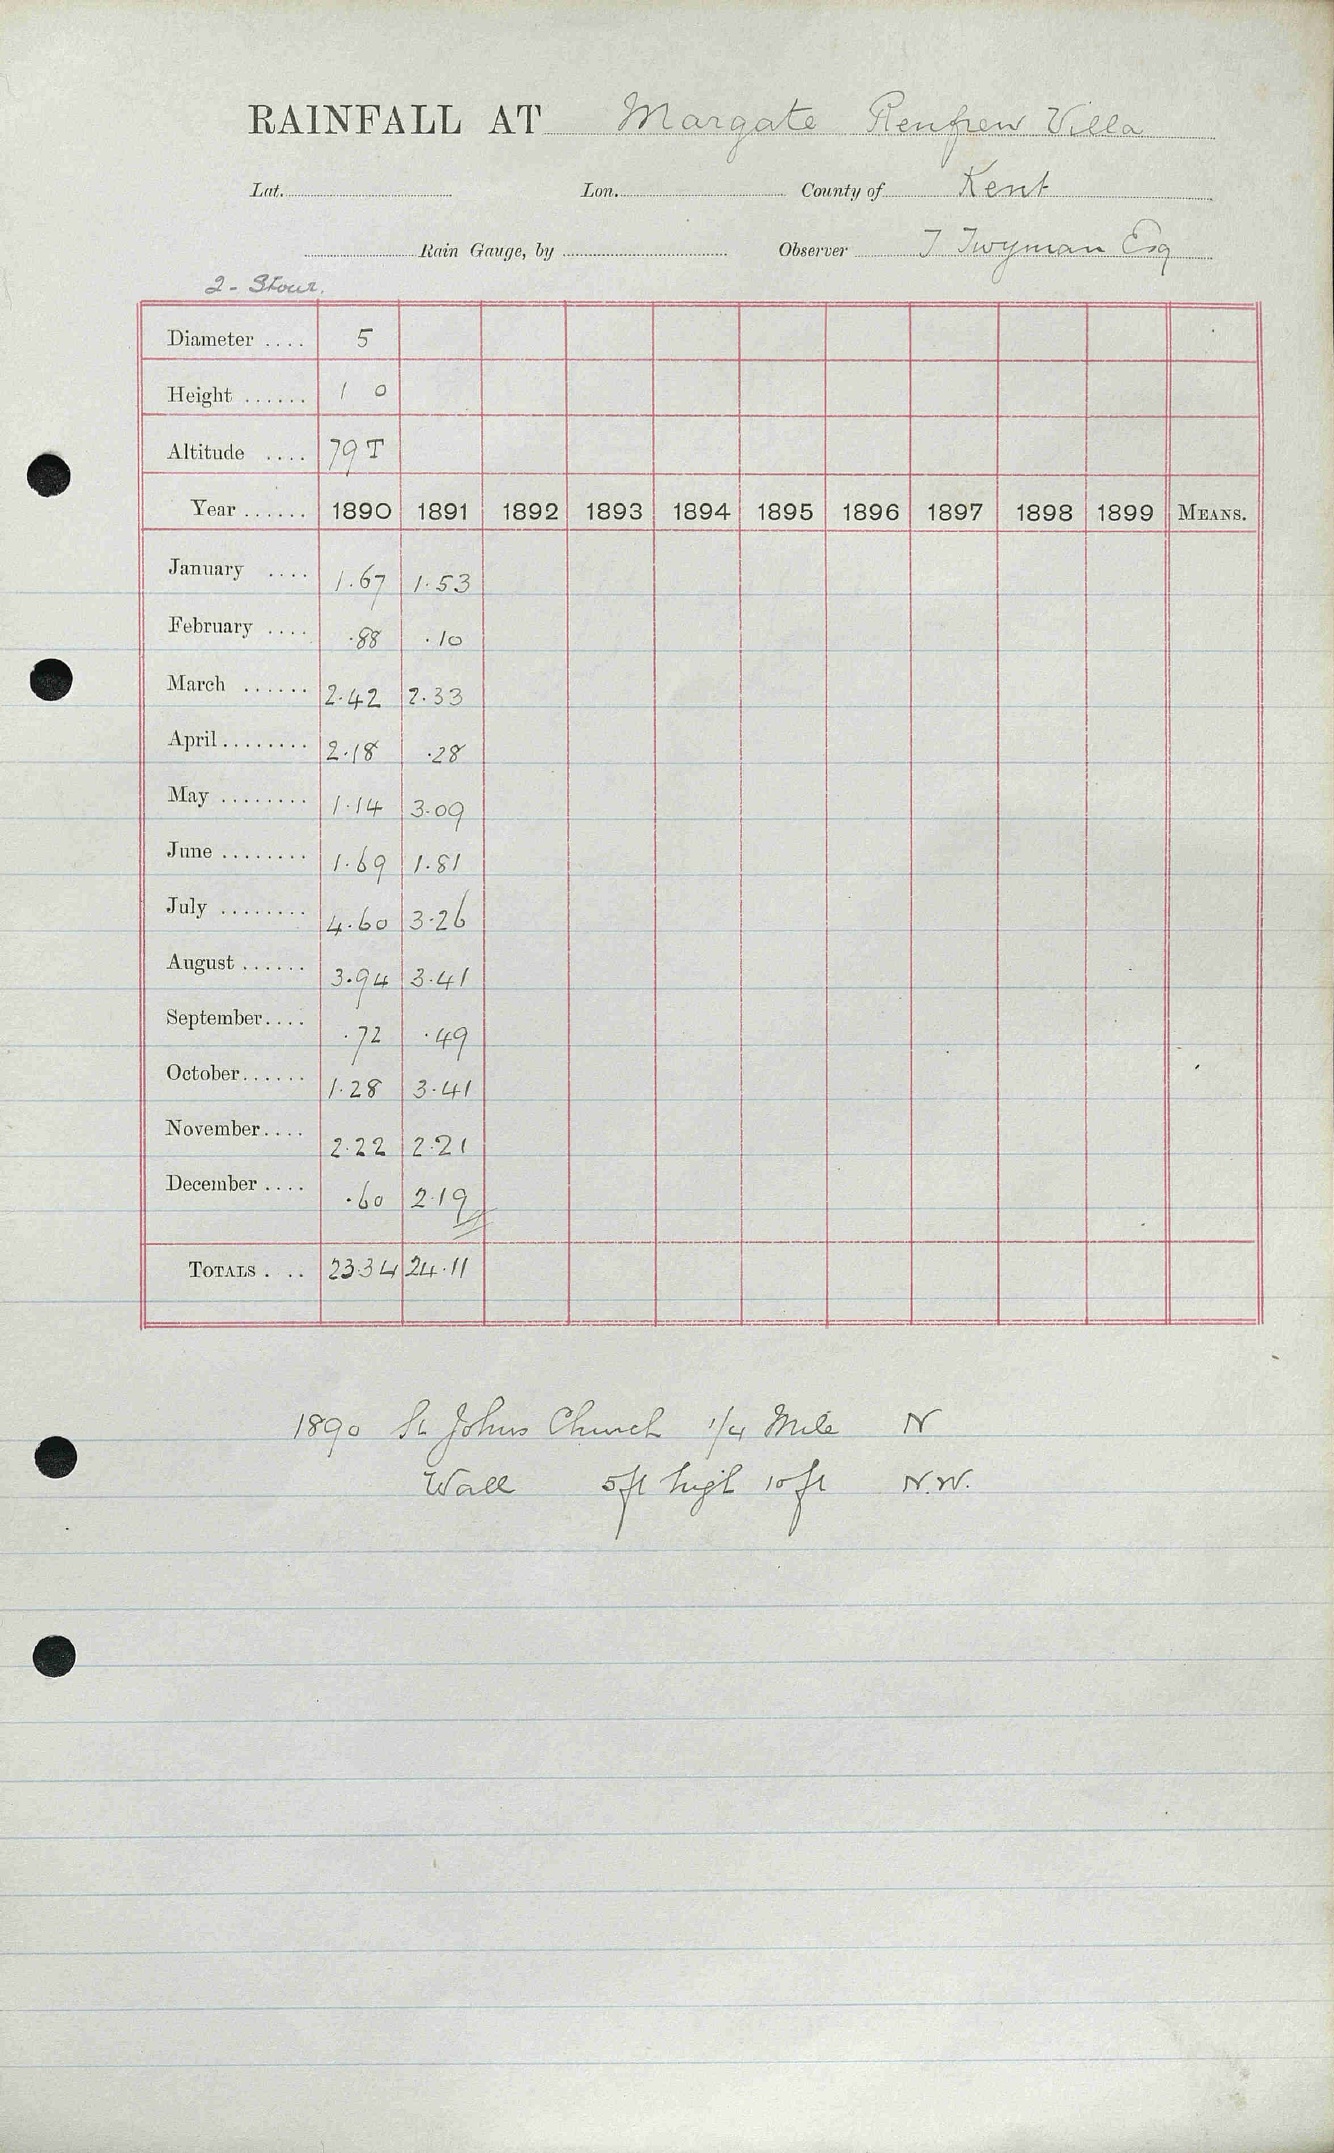 RAINFALL AT Margate Renfrew Villa
Lat. Lon. County of Kent
Rain Gauge, by Observer T Twyman Esq
2 - Stour.
Diameter .... 5
Height ...... 1 0
Altitude .... 79 T
Year ...... 1890 1891 1892 1893 1894 1895 1896 1897 1898 1899 MEANS.
January .... 1.67 1.53
February .... .88 .10
March ...... 2.42 2.33
April ........ 2.18 .28
May ........ 1.14 3.09
June ........ 1.69 1.81
July ........ 4.60 3.26
August ...... 3.94 3.41
September.... .72 .49
October...... 1.28 3.41
November.... 2.22 2.21
December .... .60 2.19
TOTALS . .. 23.34 24.11
1890 St Johns Church 1/4 Mile N
Wall 5ft high 10 ft N.W.